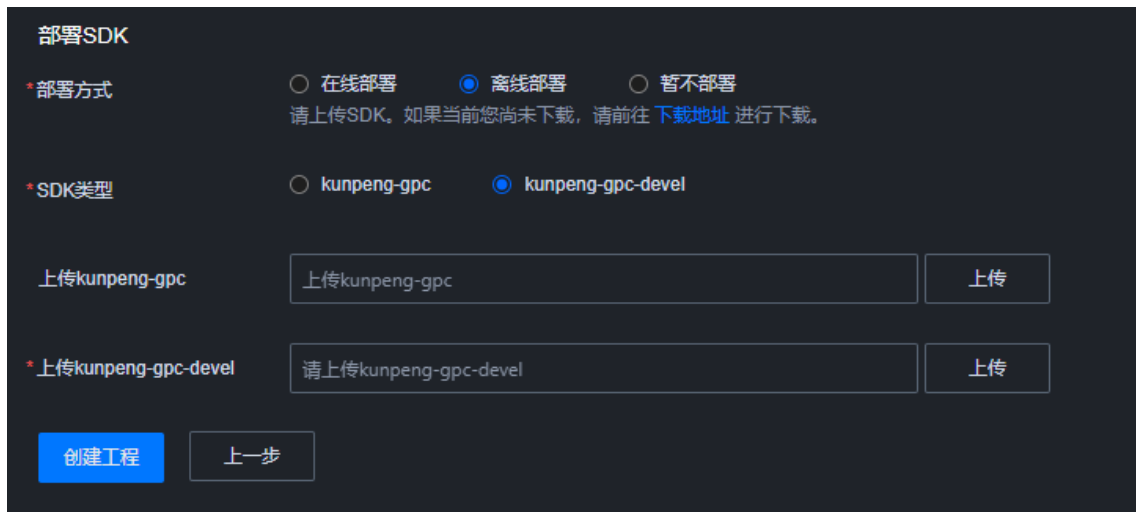 部署SDK
*部署方式 在线部署 离线部署 暂不部署
请上传SDK。如果当前您尚未下载，请前往 下载地址 进行下载。
*SDK类型 kunpeng-gpc kunpeng-gpc-devel
上传kunpeng-gpc 上传kunpeng-gpc 上传
*上传kunpeng-gpc-devel 请上传kunpeng-gpc-devel 上传
创建工程 上一步